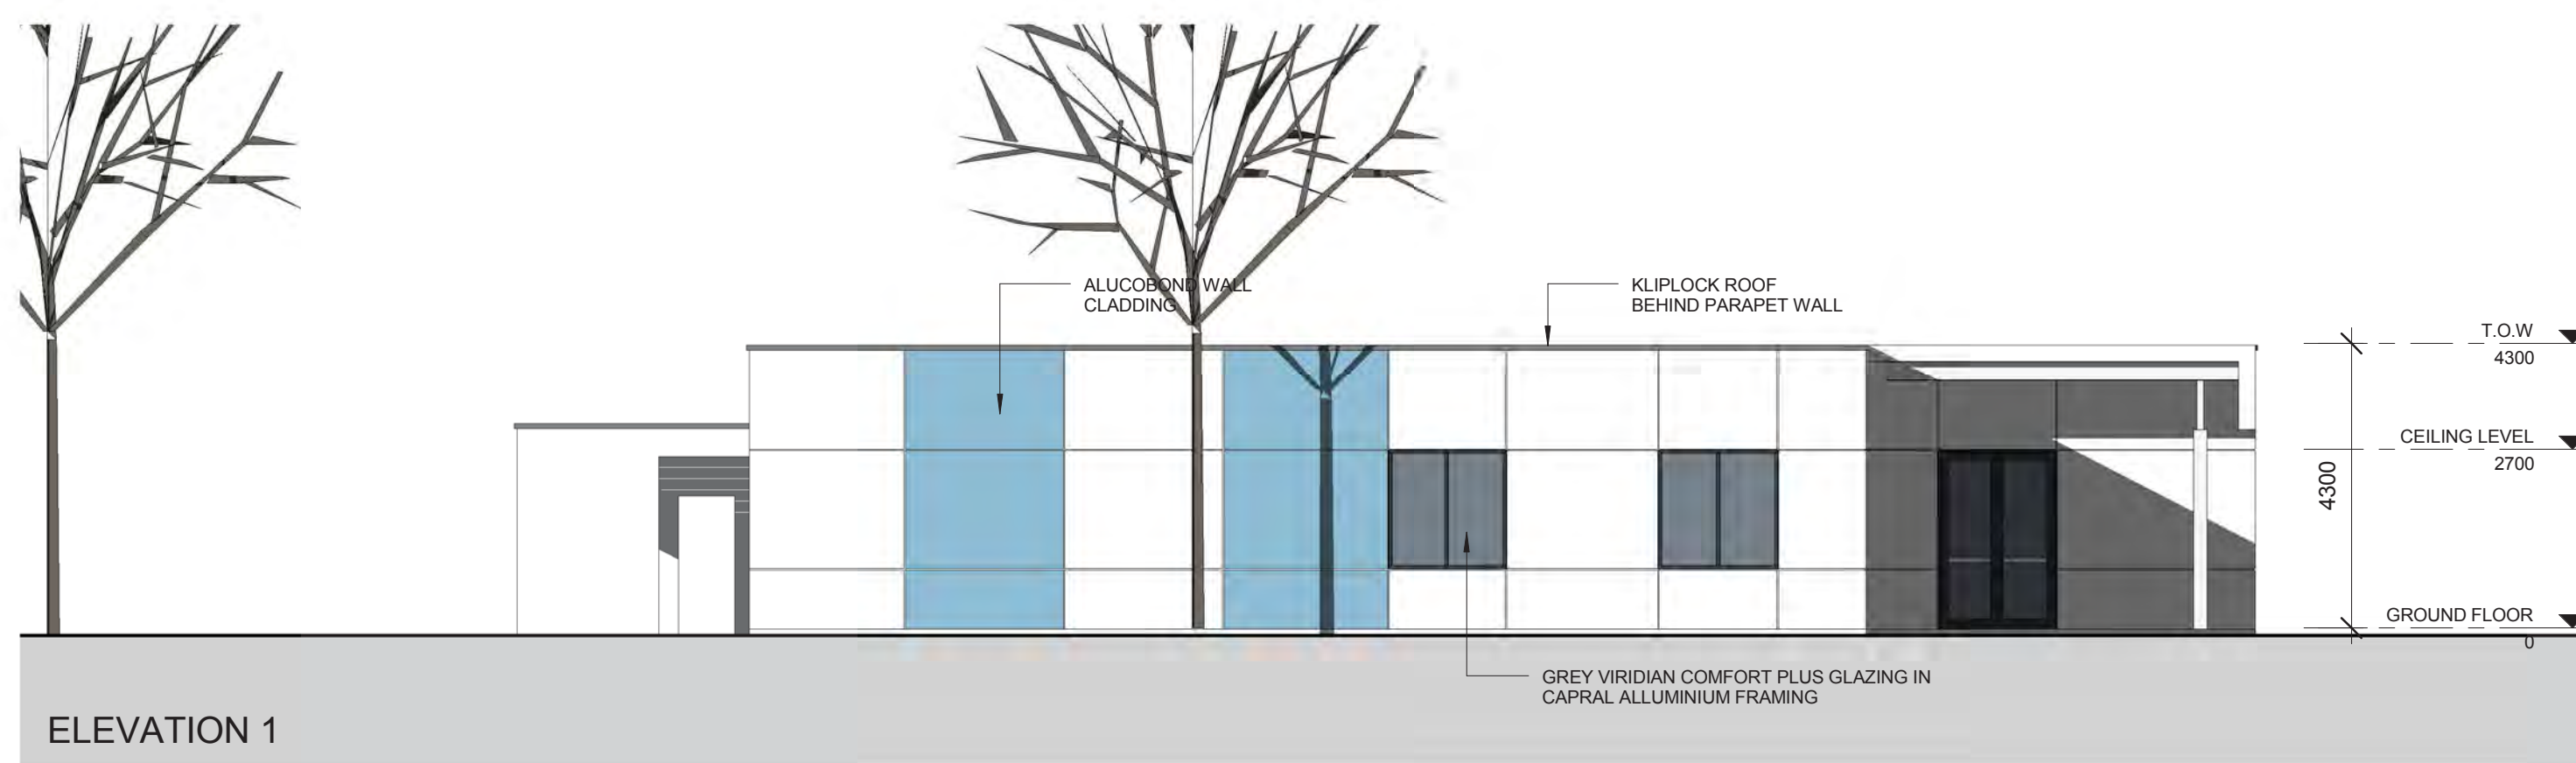 ALUCOBOND WALL
CLADDING
KLIPLOCK ROOF
BEHIND PARAPET WALL
T.O.W
4300
CEILING LEVEL
2700
4300
GROUND FLOOR
0
GREY VIRIDIAN COMFORT PLUS GLAZING IN
CAPRAL ALLUMINIUM FRAMING
ELEVATION 1